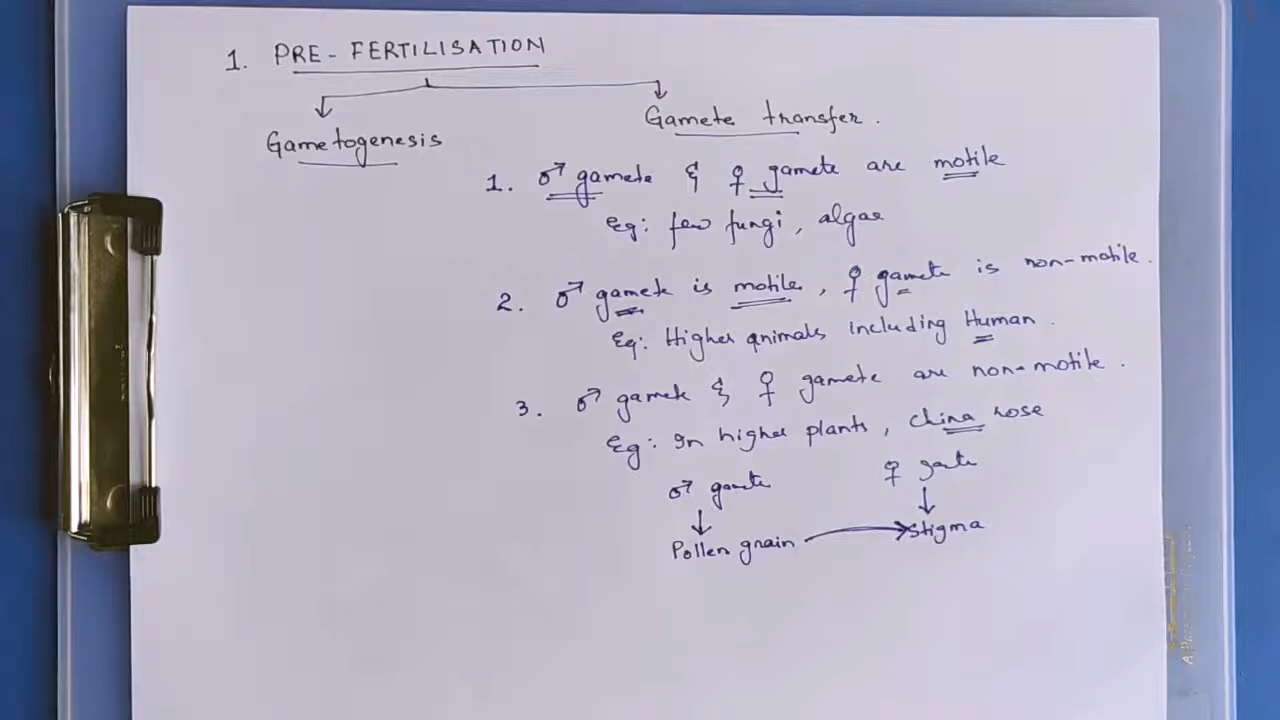 1. PRE - FERTILISATION
Gametogenesis
Gamete transfer.
1. ♂ gamete & ♀ gamete are motile
Eg: few fungi, algae
2. ♂ gamete is motile, ♀ gamete is non-motile.
Eg: Higher animals including Human.
3. ♂ gamete & ♀ gamete are non-motile.
Eg: In higher plants, china rose
♂ gamete
♀
Pollen grain
Stigma